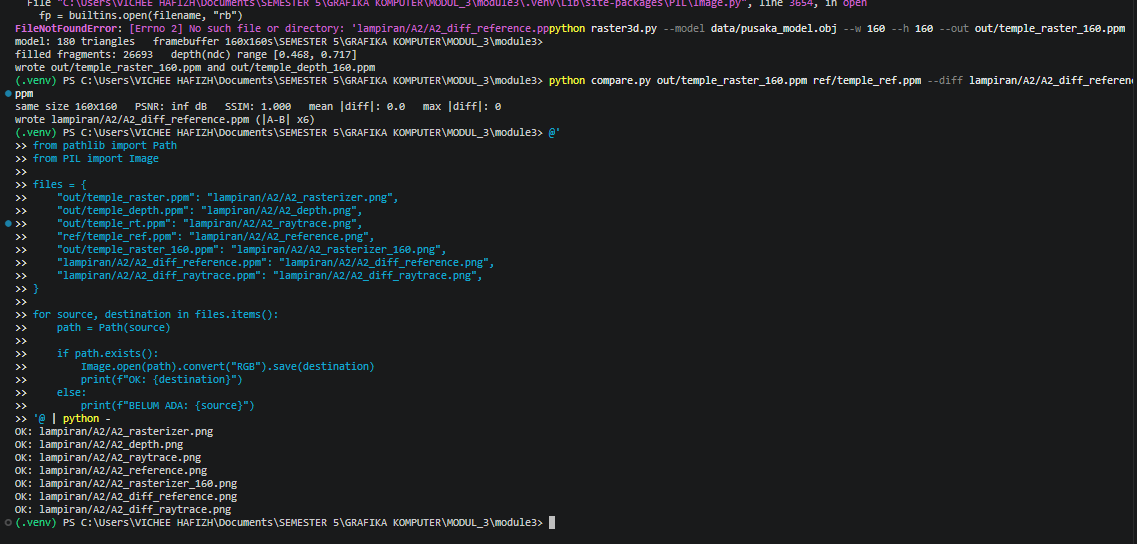 File "C:\Users\VICHEE HAFIZH\Documents\SEMESTER 5\GRAFIKA KOMPUTER\MODUL_3\module3\.venv\Lib\site-packages\PIL\Image.py", line 3654, in open
fp = builtins.open(filename, "rb")
FileNotFoundError: [Errno 2] No such file or directory: 'lampiran/A2/A2_diff_reference.pppython raster3d.py --model data/pusaka_model.obj --w 160 --h 160 --out out/temple_raster_160.ppm
model: 180 triangles   framebuffer 160x160S\SEMESTER 5\GRAFIKA KOMPUTER\MODUL_3\module3>
filled fragments: 26693   depth(ndc) range [0.468, 0.717]
wrote out/temple_raster_160.ppm and out/temple_depth_160.ppm
(.venv) PS C:\Users\VICHEE HAFIZH\Documents\SEMESTER 5\GRAFIKA KOMPUTER\MODUL_3\module3> python compare.py out/temple_raster_160.ppm ref/temple_ref.ppm --diff lampiran/A2/A2_diff_referen
ppm
same size 160x160   PSNR: inf dB   SSIM: 1.000   mean |diff|: 0.0   max |diff|: 0
wrote lampiran/A2/A2_diff_reference.ppm (|A-B| x6)
(.venv) PS C:\Users\VICHEE HAFIZH\Documents\SEMESTER 5\GRAFIKA KOMPUTER\MODUL_3\module3> @'
>> from pathlib import Path
>> from PIL import Image
>>
>> files = {
>>     "out/temple_raster.ppm": "lampiran/A2/A2_rasterizer.png",
>>     "out/temple_depth.ppm": "lampiran/A2/A2_depth.png",
>>     "out/temple_rt.ppm": "lampiran/A2/A2_raytrace.png",
>>     "ref/temple_ref.ppm": "lampiran/A2/A2_reference.png",
>>     "out/temple_raster_160.ppm": "lampiran/A2/A2_rasterizer_160.png",
>>     "lampiran/A2/A2_diff_reference.ppm": "lampiran/A2/A2_diff_reference.png",
>>     "lampiran/A2/A2_diff_raytrace.ppm": "lampiran/A2/A2_diff_raytrace.png",
>> }
>>
>> for source, destination in files.items():
>>     path = Path(source)
>>
>>     if path.exists():
>>         Image.open(path).convert("RGB").save(destination)
>>         print(f"OK: {destination}")
>>     else:
>>         print(f"BELUM ADA: {source}")
>> '@ | python -
OK: lampiran/A2/A2_rasterizer.png
OK: lampiran/A2/A2_depth.png
OK: lampiran/A2/A2_raytrace.png
OK: lampiran/A2/A2_reference.png
OK: lampiran/A2/A2_rasterizer_160.png
OK: lampiran/A2/A2_diff_reference.png
OK: lampiran/A2/A2_diff_raytrace.png
(.venv) PS C:\Users\VICHEE HAFIZH\Documents\SEMESTER 5\GRAFIKA KOMPUTER\MODUL_3\module3>